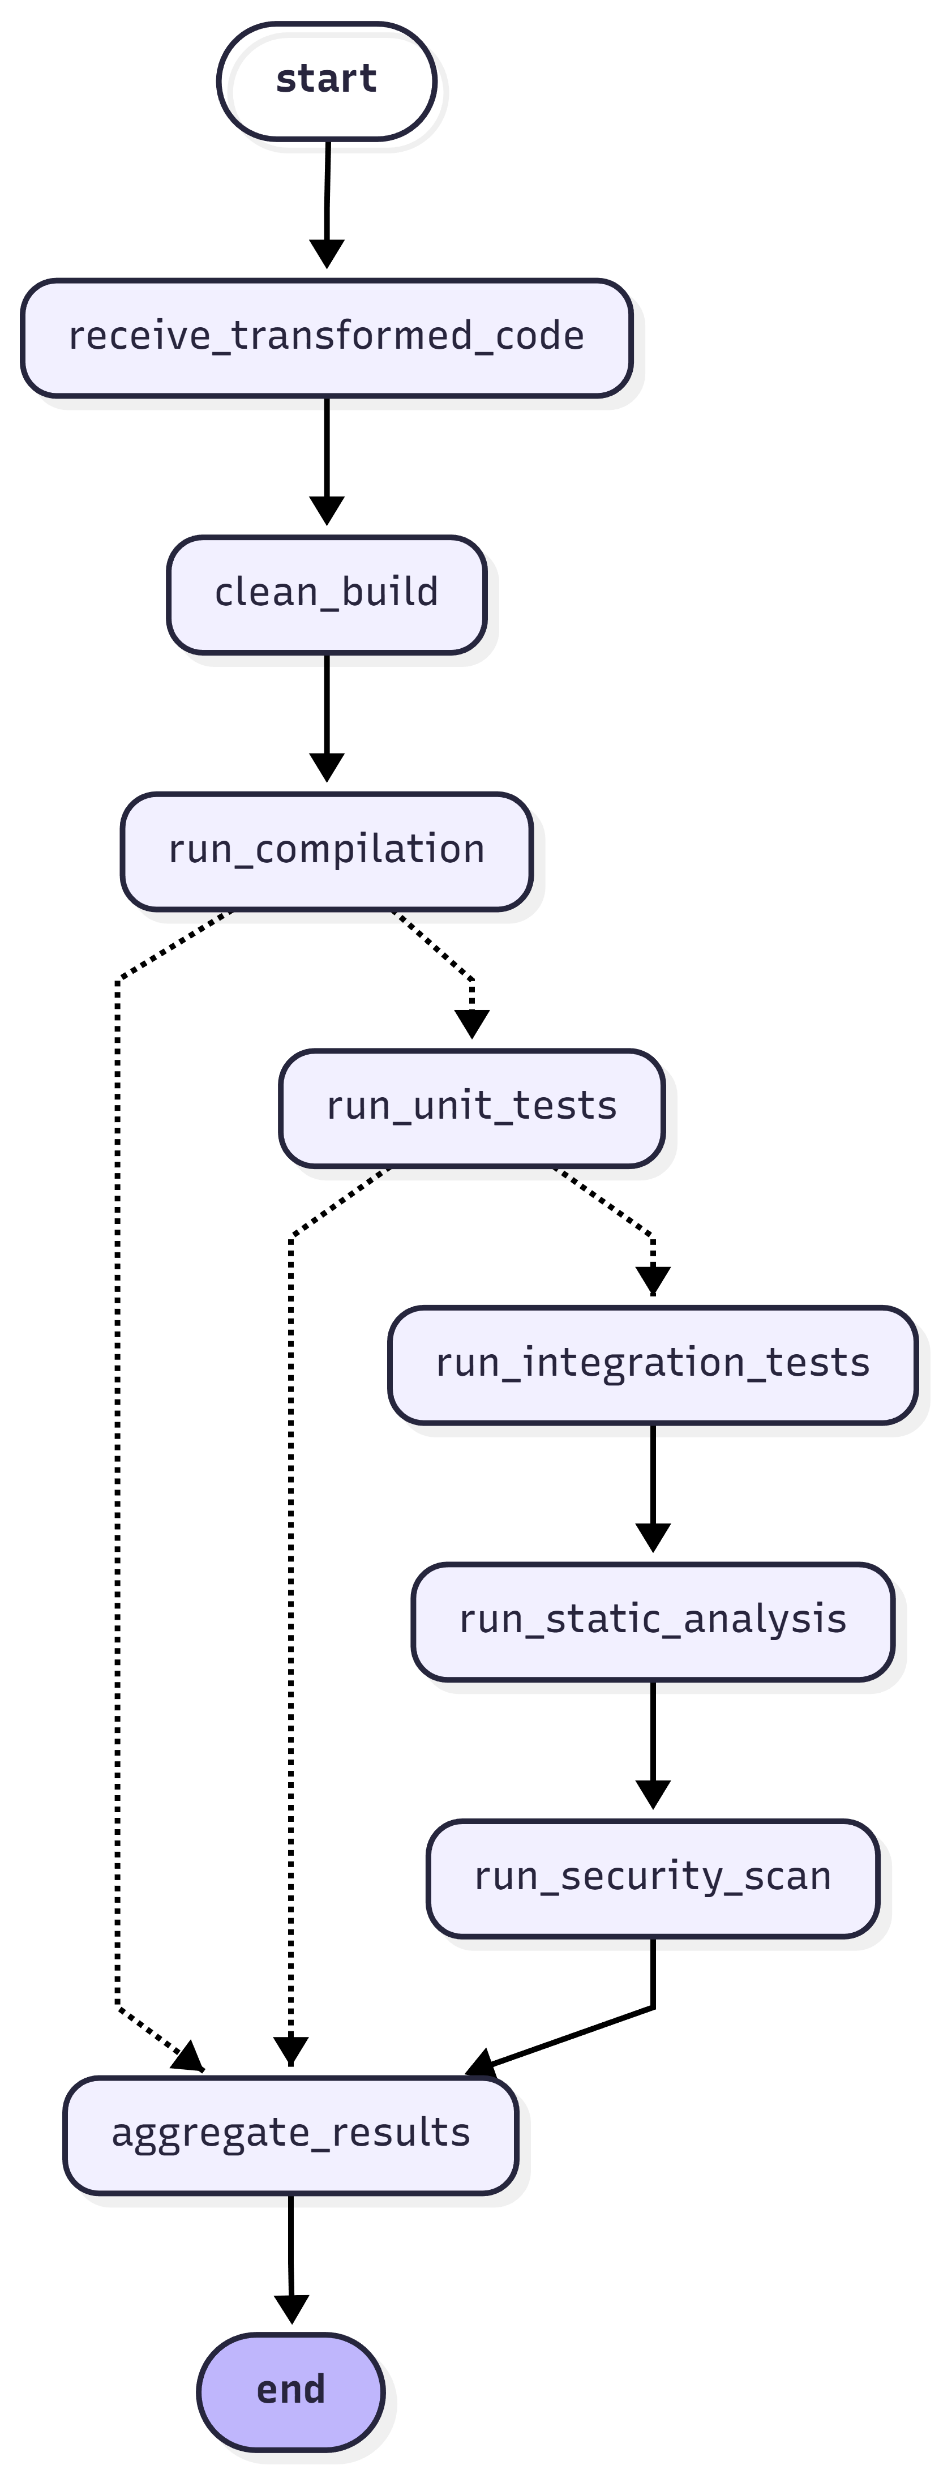 start
receive_transformed_code
clean_build
run_compilation
run_unit_tests
run_integration_tests
run_static_analysis
run_security_scan
aggregate_results
end